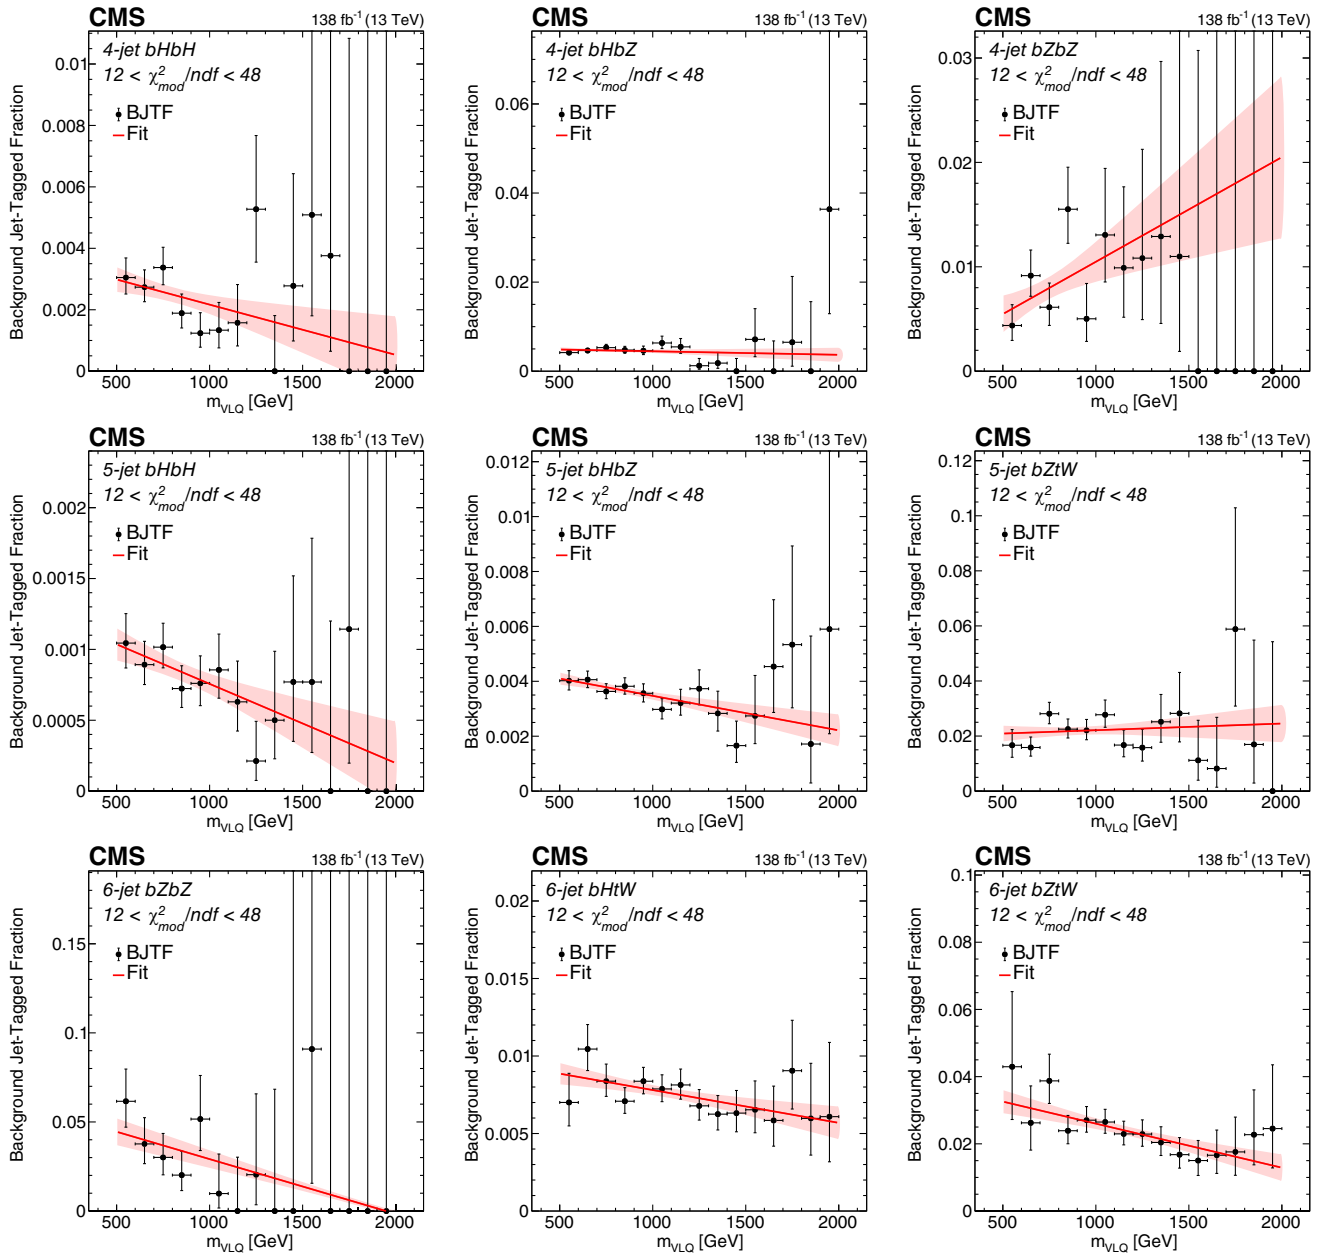 CMS 138 fb⁻¹ (13 TeV)
4-jet bHbH
12 < χ²mod/ndf < 48
BJTF
Fit
Background Jet-Tagged Fraction
0.01
0.008
0.006
0.004
0.002
0
500 1000 1500 2000
mVLQ [GeV]
CMS 138 fb⁻¹ (13 TeV)
4-jet bHbZ
12 < χ²mod/ndf < 48
BJTF
Fit
Background Jet-Tagged Fraction
0.06
0.04
0.02
0
500 1000 1500 2000
mVLQ [GeV]
CMS 138 fb⁻¹ (13 TeV)
4-jet bZbZ
12 < χ²mod/ndf < 48
BJTF
Fit
Background Jet-Tagged Fraction
0.03
0.02
0.01
0
500 1000 1500 2000
mVLQ [GeV]
CMS 138 fb⁻¹ (13 TeV)
5-jet bHbH
12 < χ²mod/ndf < 48
BJTF
Fit
Background Jet-Tagged Fraction
0.002
0.0015
0.001
0.0005
0
500 1000 1500 2000
mVLQ [GeV]
CMS 138 fb⁻¹ (13 TeV)
5-jet bHbZ
12 < χ²mod/ndf < 48
BJTF
Fit
Background Jet-Tagged Fraction
0.012
0.01
0.008
0.006
0.004
0.002
0
500 1000 1500 2000
mVLQ [GeV]
CMS 138 fb⁻¹ (13 TeV)
5-jet bZtW
12 < χ²mod/ndf < 48
BJTF
Fit
Background Jet-Tagged Fraction
0.12
0.1
0.08
0.06
0.04
0.02
0
500 1000 1500 2000
mVLQ [GeV]
CMS 138 fb⁻¹ (13 TeV)
6-jet bZbZ
12 < χ²mod/ndf < 48
BJTF
Fit
Background Jet-Tagged Fraction
0.15
0.1
0.05
0
500 1000 1500 2000
mVLQ [GeV]
CMS 138 fb⁻¹ (13 TeV)
6-jet bHtW
12 < χ²mod/ndf < 48
BJTF
Fit
Background Jet-Tagged Fraction
0.02
0.015
0.01
0.005
0
500 1000 1500 2000
mVLQ [GeV]
CMS 138 fb⁻¹ (13 TeV)
6-jet bZtW
12 < χ²mod/ndf < 48
BJTF
Fit
Background Jet-Tagged Fraction
0.1
0.08
0.06
0.04
0.02
0
500 1000 1500 2000
mVLQ [GeV]